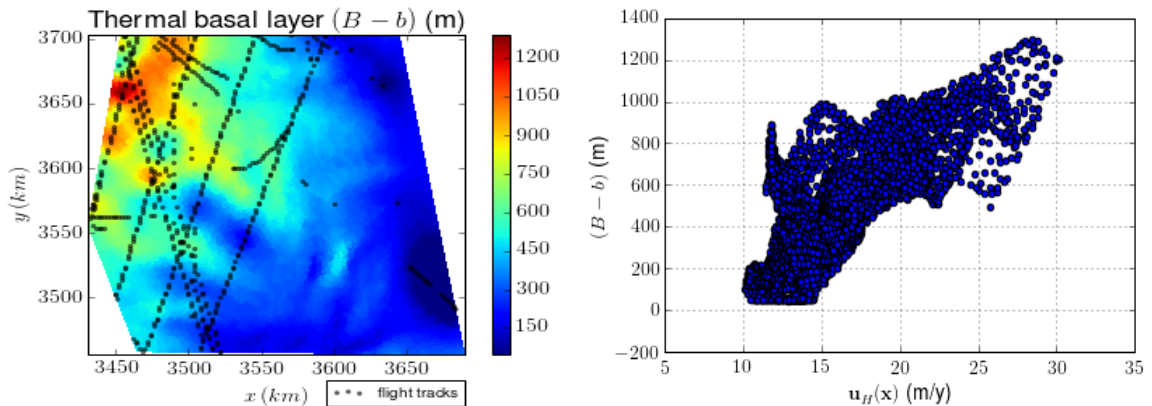 Thermal basal layer (B − b) (m)
3700
3650
3600
3550
3500
y (km)
3450 3500 3550 3600 3650
x (km)
flight tracks
1200
1050
900
750
600
450
300
150
1400
1200
1000
800
600
400
200
0
−200
(B − b) (m)
5 10 15 20 25 30 35
u_H(x) (m/y)